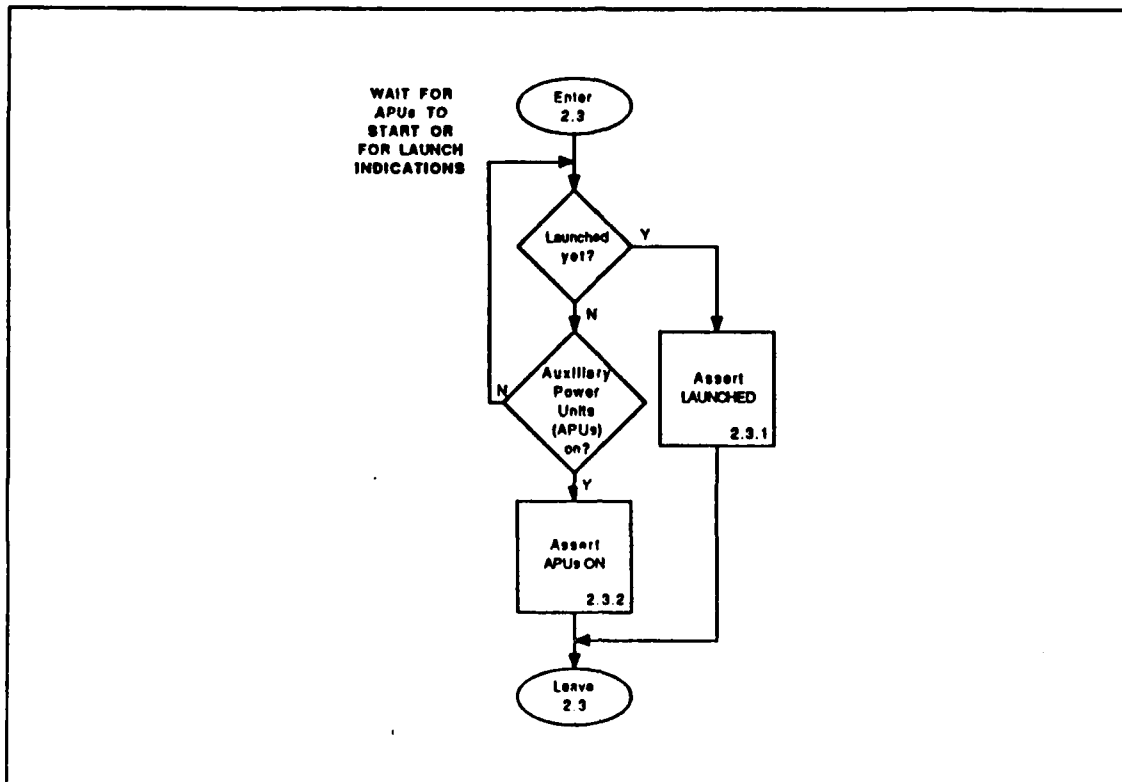 WAIT FOR
APUs TO
START OR
FOR LAUNCH
INDICATIONS
Enter
2.3
Launched
yet?
Y
N
Auxiliary
Power
Units
(APUs)
on?
N
Y
Assert
LAUNCHED
2.3.1
Assert
APUs ON
2.3.2
Leave
2.3